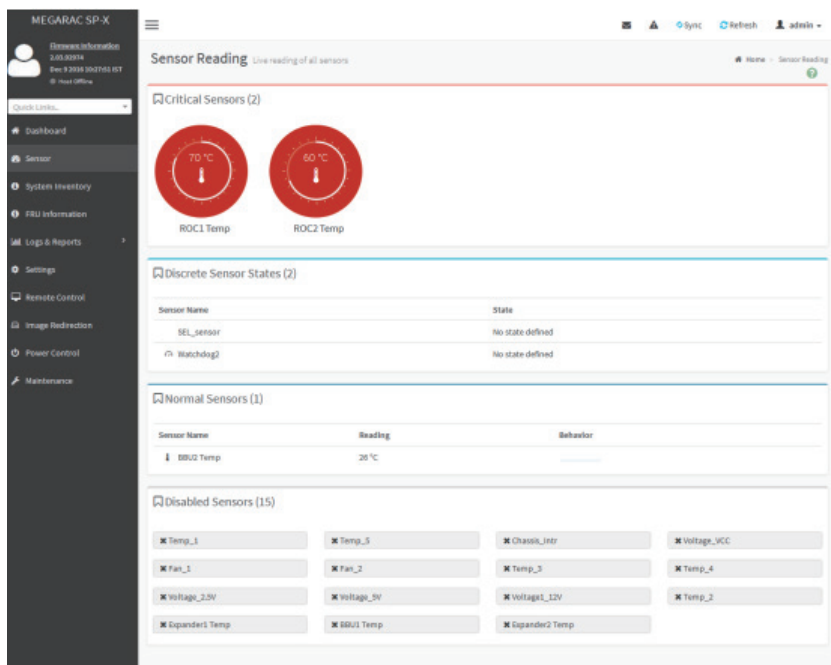 MEGARAC SP-X
Sync
Refresh
admin
Firmware Information
Host Offline
Quick Links...
Dashboard
Sensor
System Inventory
FRU Information
Logs & Reports
Settings
Remote Control
Image Redirection
Power Control
Maintenance
Sensor Reading Live reading of all sensors
Home - Sensor Reading
Critical Sensors (2)
70 °C
60 °C
ROC1 Temp
ROC2 Temp
Discrete Sensor States (2)
Sensor Name State
SEL_sensor No state defined
Watchdog2 No state defined
Normal Sensors (1)
Sensor Name Reading Behavior
BBU2 Temp 26 °C
Disabled Sensors (15)
Temp_1 Temp_5 Chassis_Intr Voltage_VCC
Fan_1 Fan_2 Temp_3 Temp_4
Voltage_2.5V Voltage_5V Voltage1_12V Temp_2
Expander1 Temp BBU1 Temp Expander2 Temp